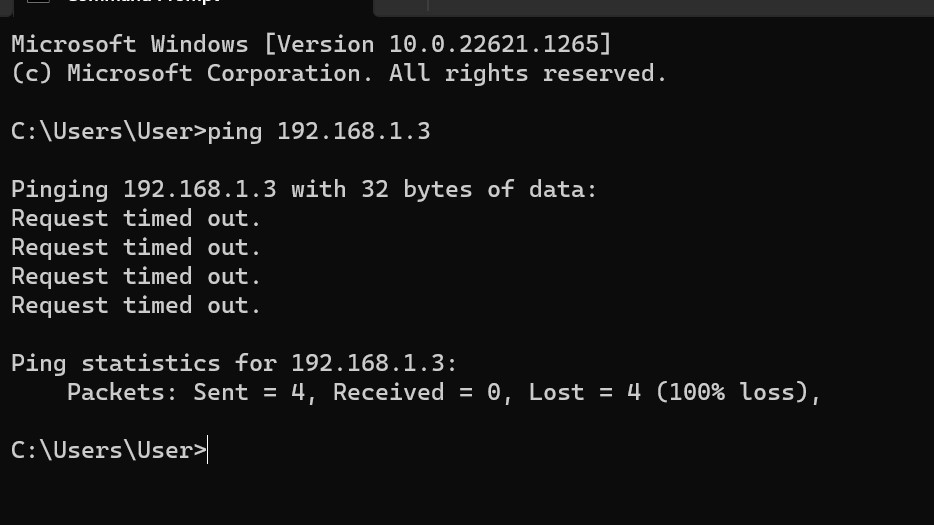 Command Prompt
Microsoft Windows [Version 10.0.22621.1265]
(c) Microsoft Corporation. All rights reserved.
C:\Users\User>ping 192.168.1.3
Pinging 192.168.1.3 with 32 bytes of data:
Request timed out.
Request timed out.
Request timed out.
Request timed out.
Ping statistics for 192.168.1.3:
    Packets: Sent = 4, Received = 0, Lost = 4 (100% loss),
C:\Users\User>